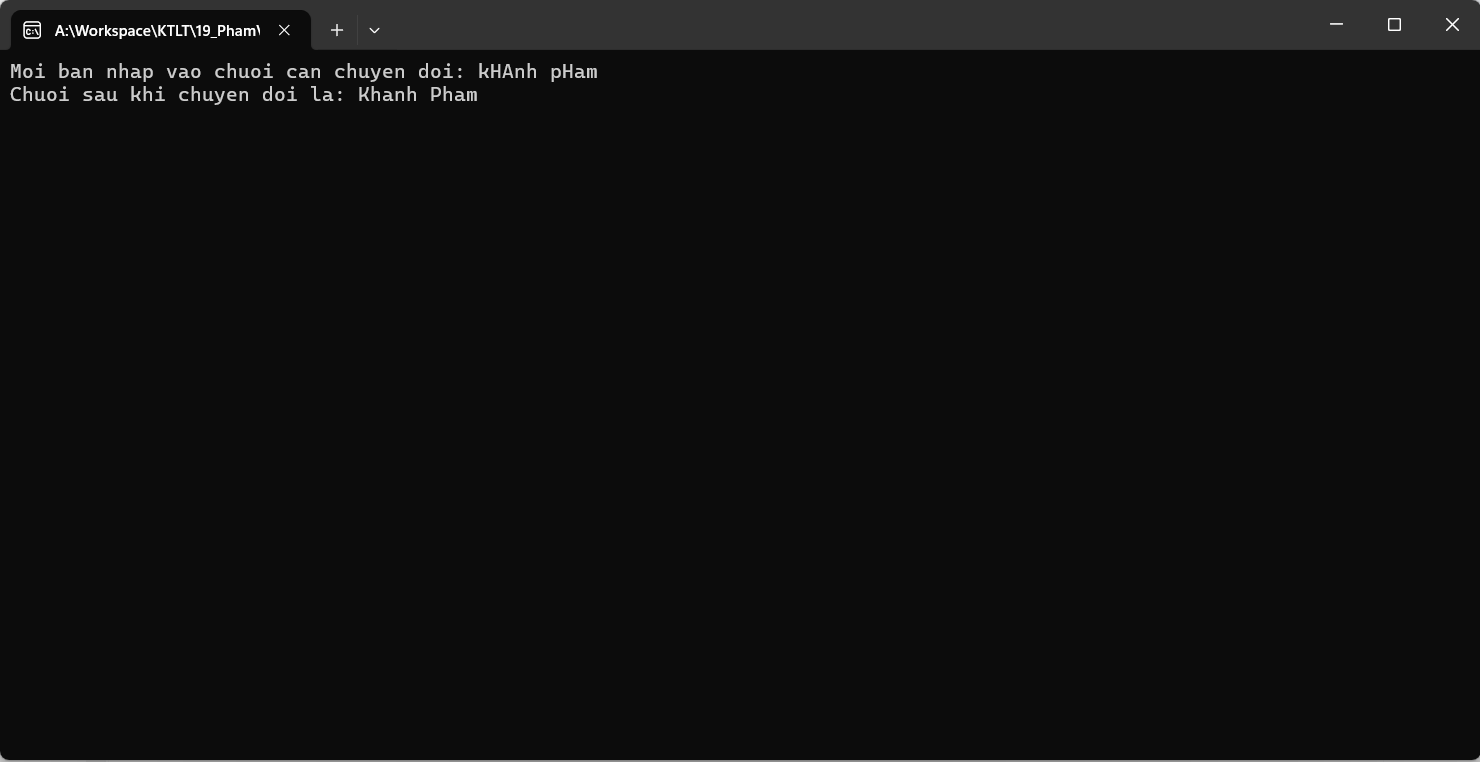 A:\Workspace\KTLT\19_Pham\
Moi ban nhap vao chuoi can chuyen doi: kHAnh pHam
Chuoi sau khi chuyen doi la: Khanh Pham